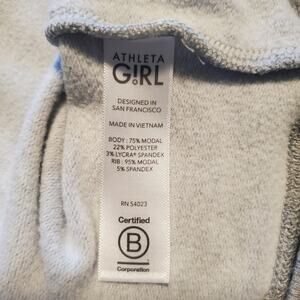 ATHLETA
GIRL
DESIGNED IN
SAN FRANCISCO
MADE IN VIETNAM
BODY : 75% MODAL
22% POLYESTER
3% LYCRA® SPANDEX
RIB : 95% MODAL
5% SPANDEX
RN 54023
Certified
B
Corporation